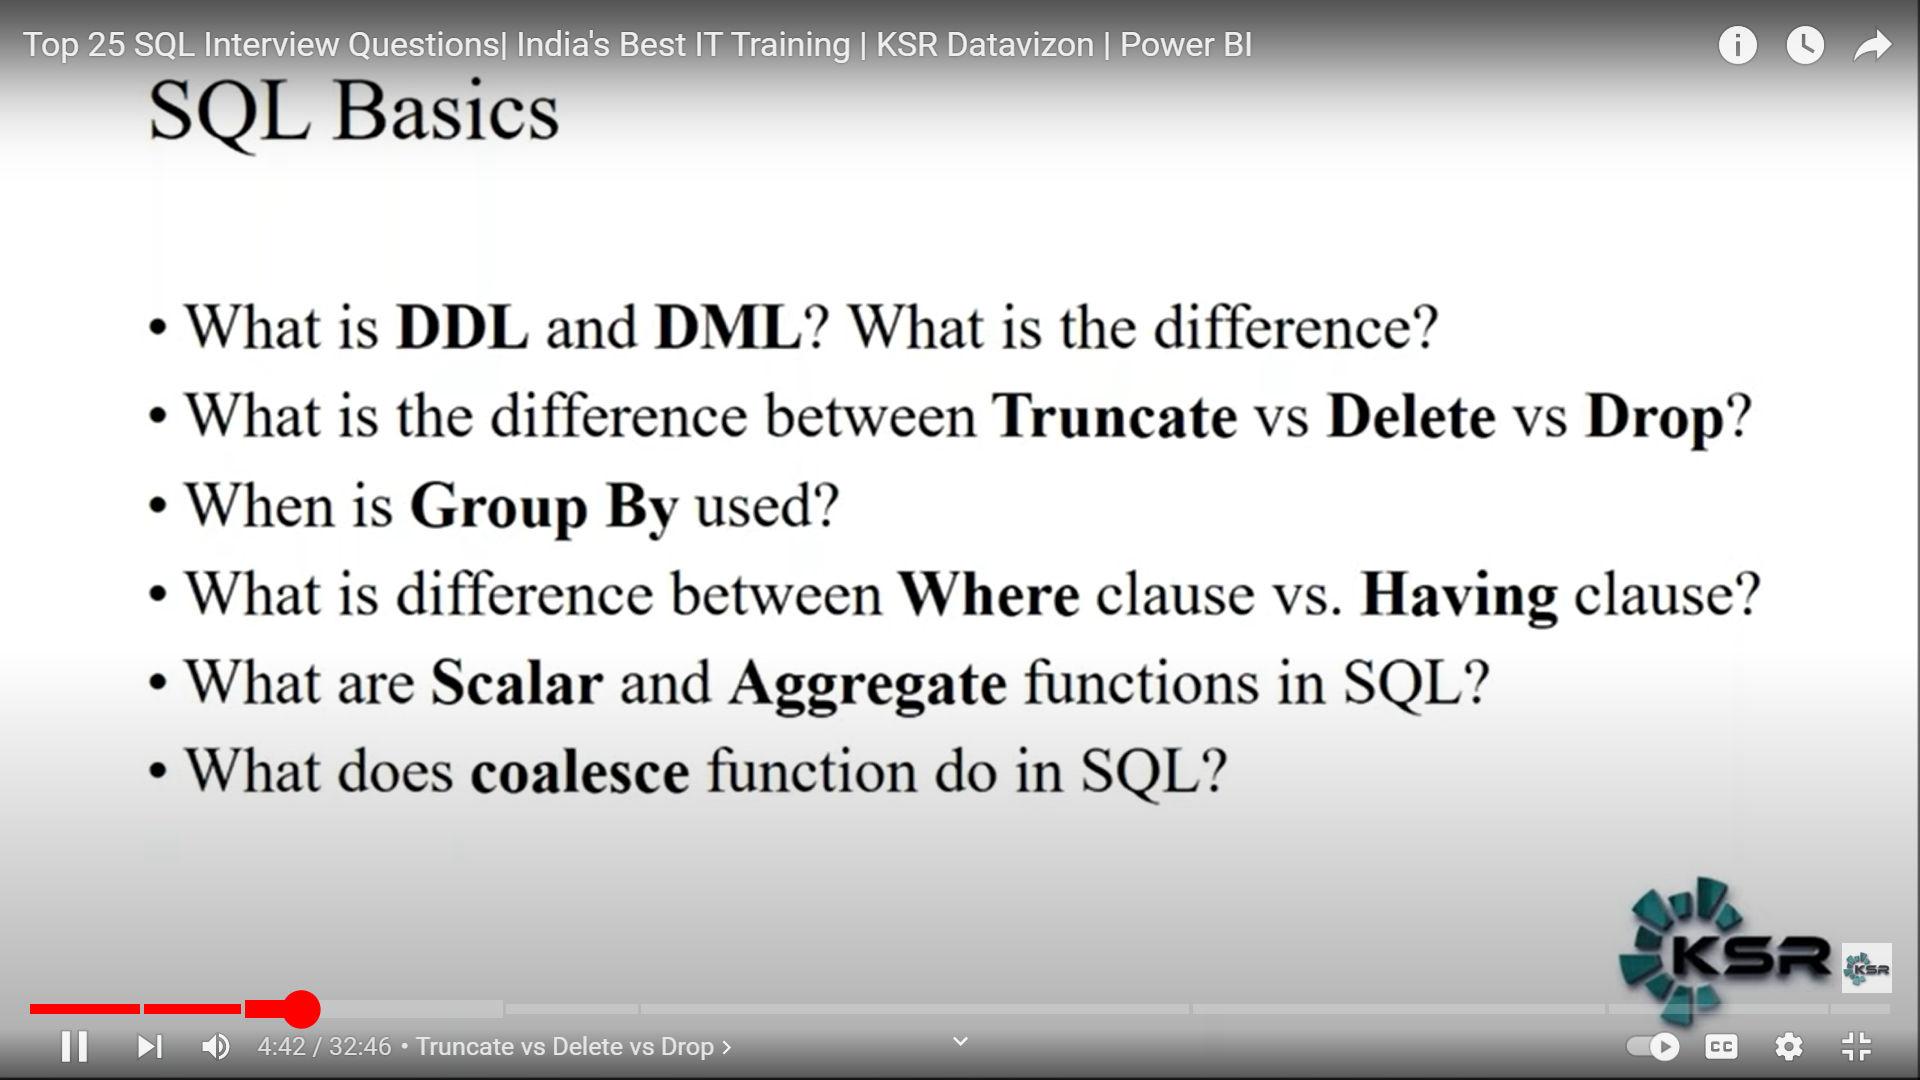 Top 25 SQL Interview Questions| India's Best IT Training | KSR Datavizon | Power BI
SQL Basics
• What is DDL and DML? What is the difference?
• What is the difference between Truncate vs Delete vs Drop?
• When is Group By used?
• What is difference between Where clause vs. Having clause?
• What are Scalar and Aggregate functions in SQL?
• What does coalesce function do in SQL?
KSR
KSR
4:42 / 32:46 • Truncate vs Delete vs Drop
CC